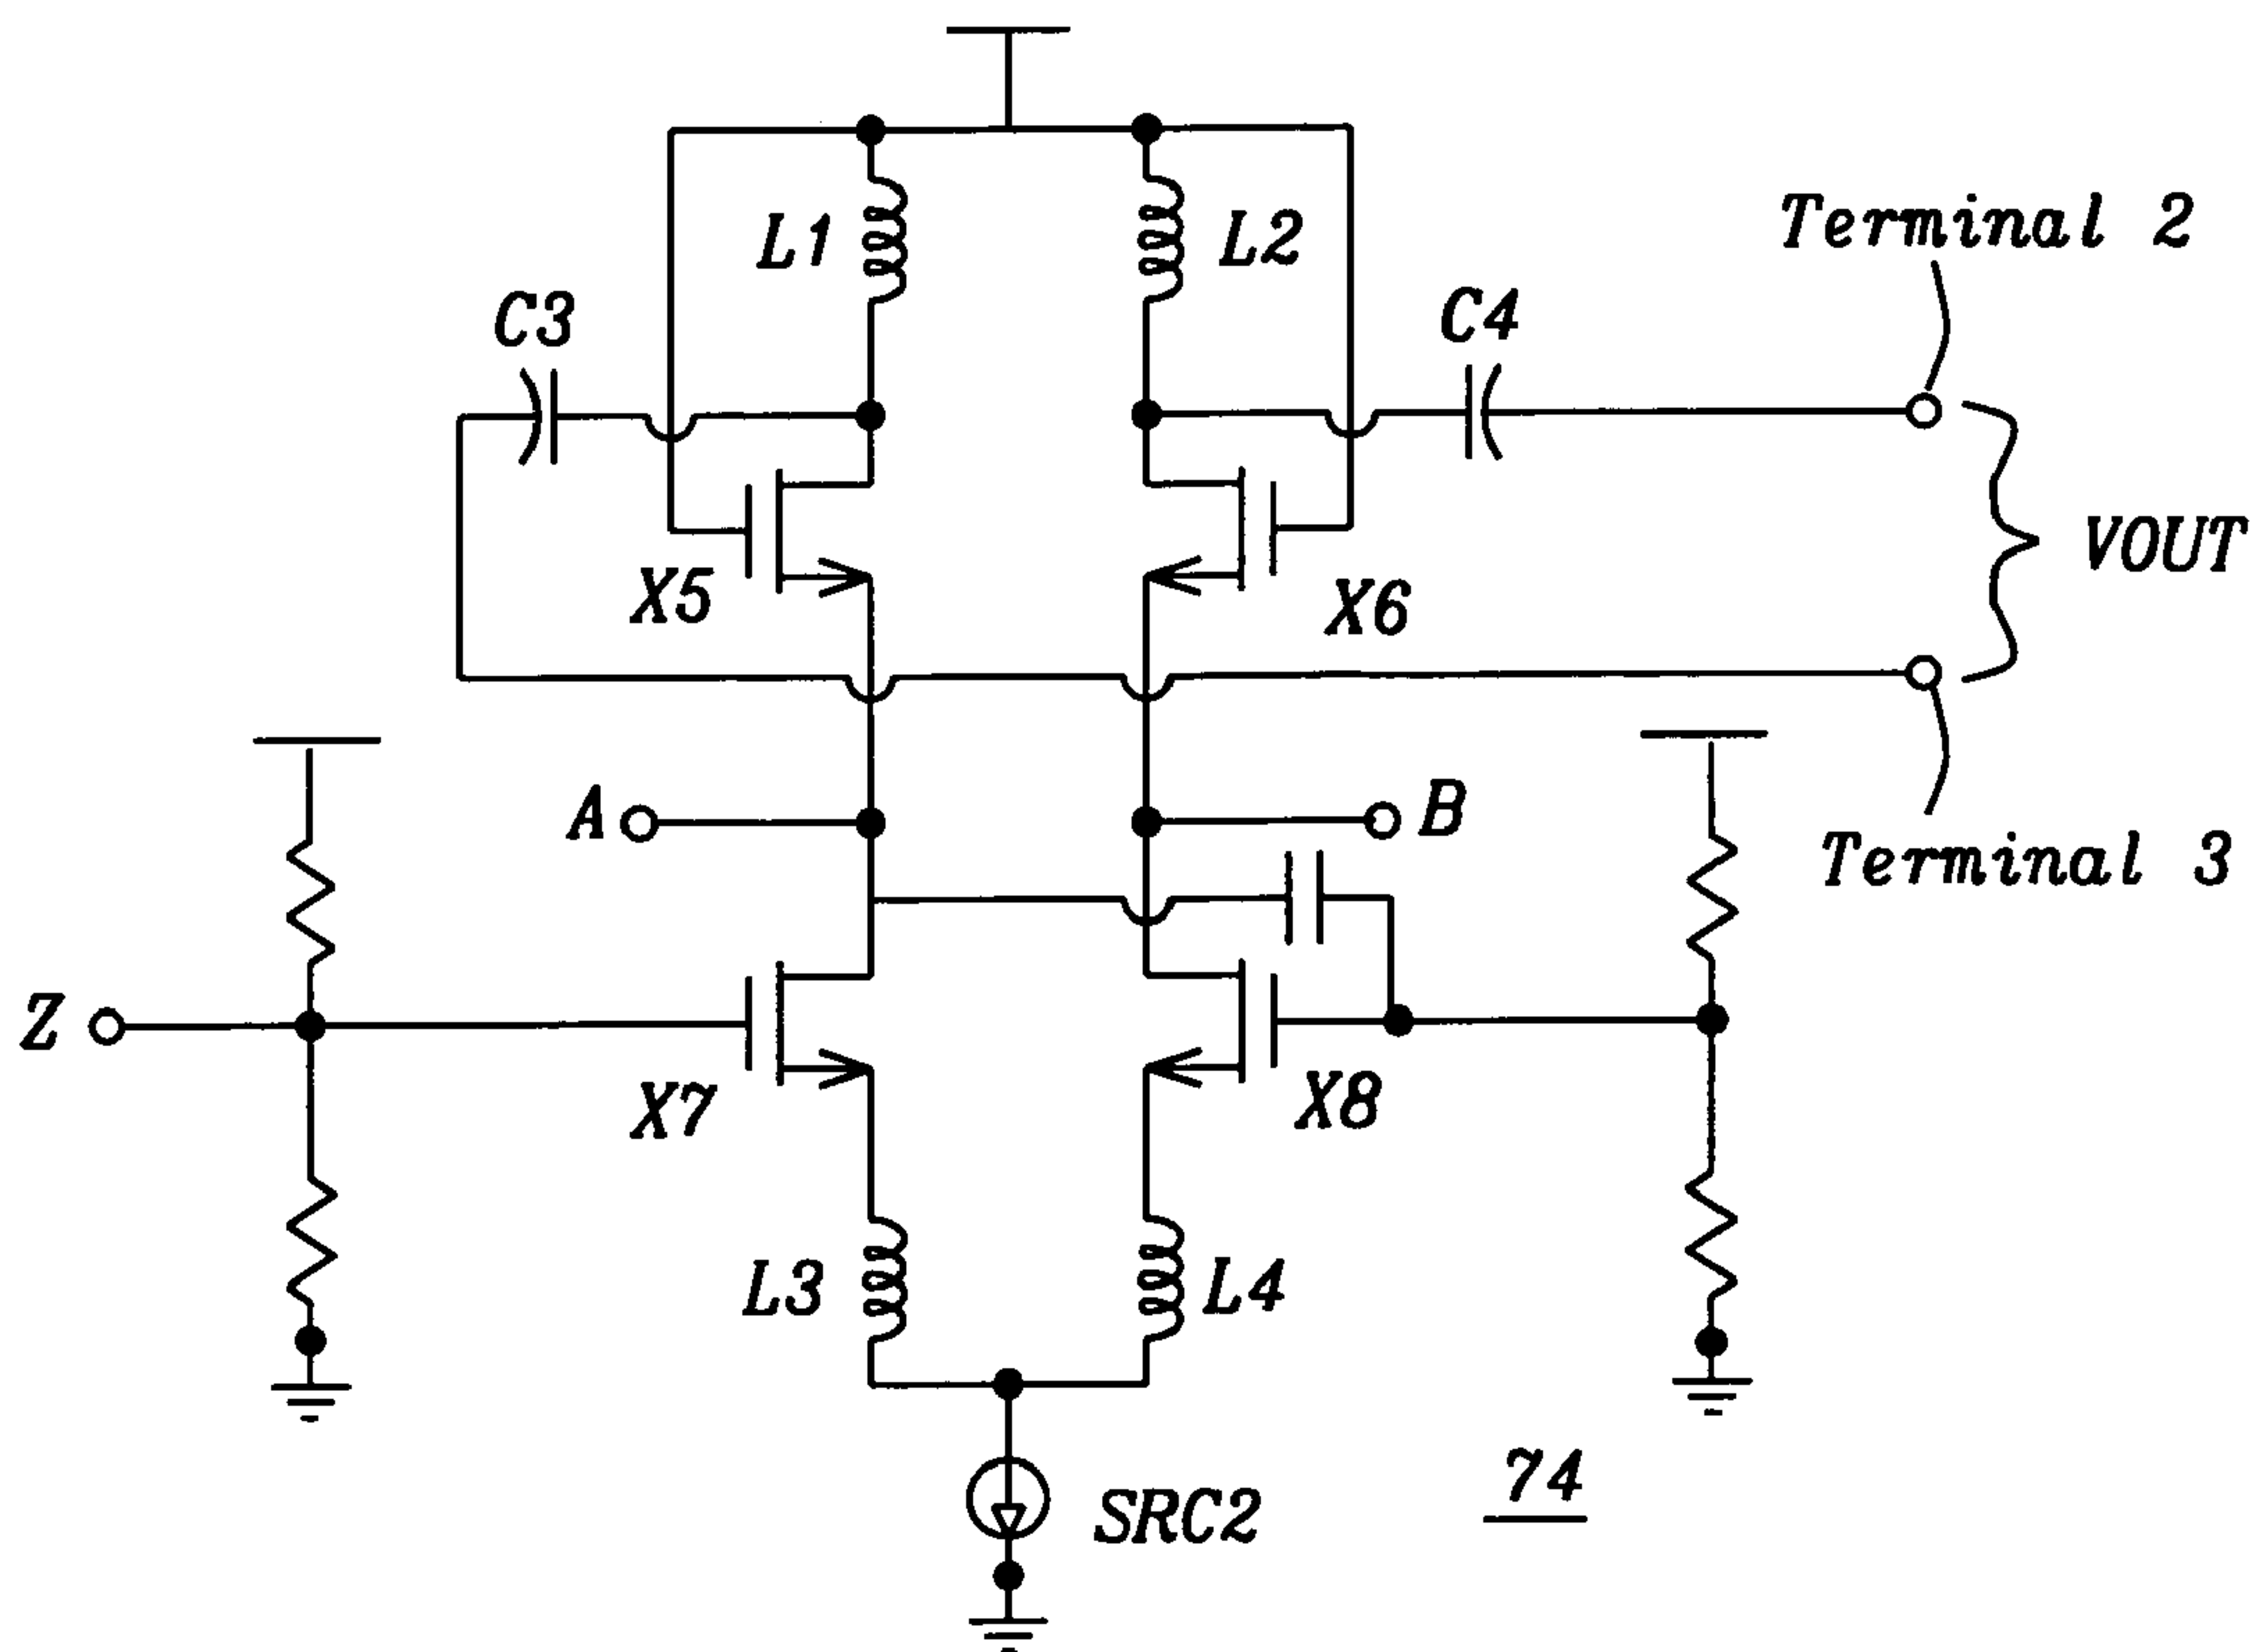 L1
L2
Terminal 2
C3
C4
VOUT
X5
X6
A
B
Terminal 3
Z
X7
X8
L3
L4
SRC2
74